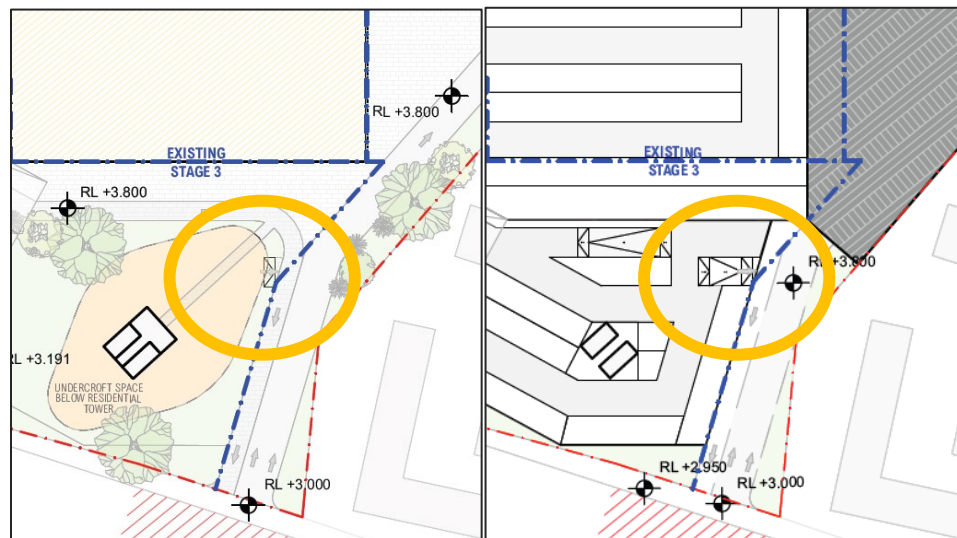 RL +3.800
EXISTING
STAGE 3
RL +3.800
RL +3.191
UNDERCROFT SPACE
BELOW RESIDENTIAL
TOWER
RL +3.000
EXISTING
STAGE 3
RL +3.800
RL +2.950
RL +3.000